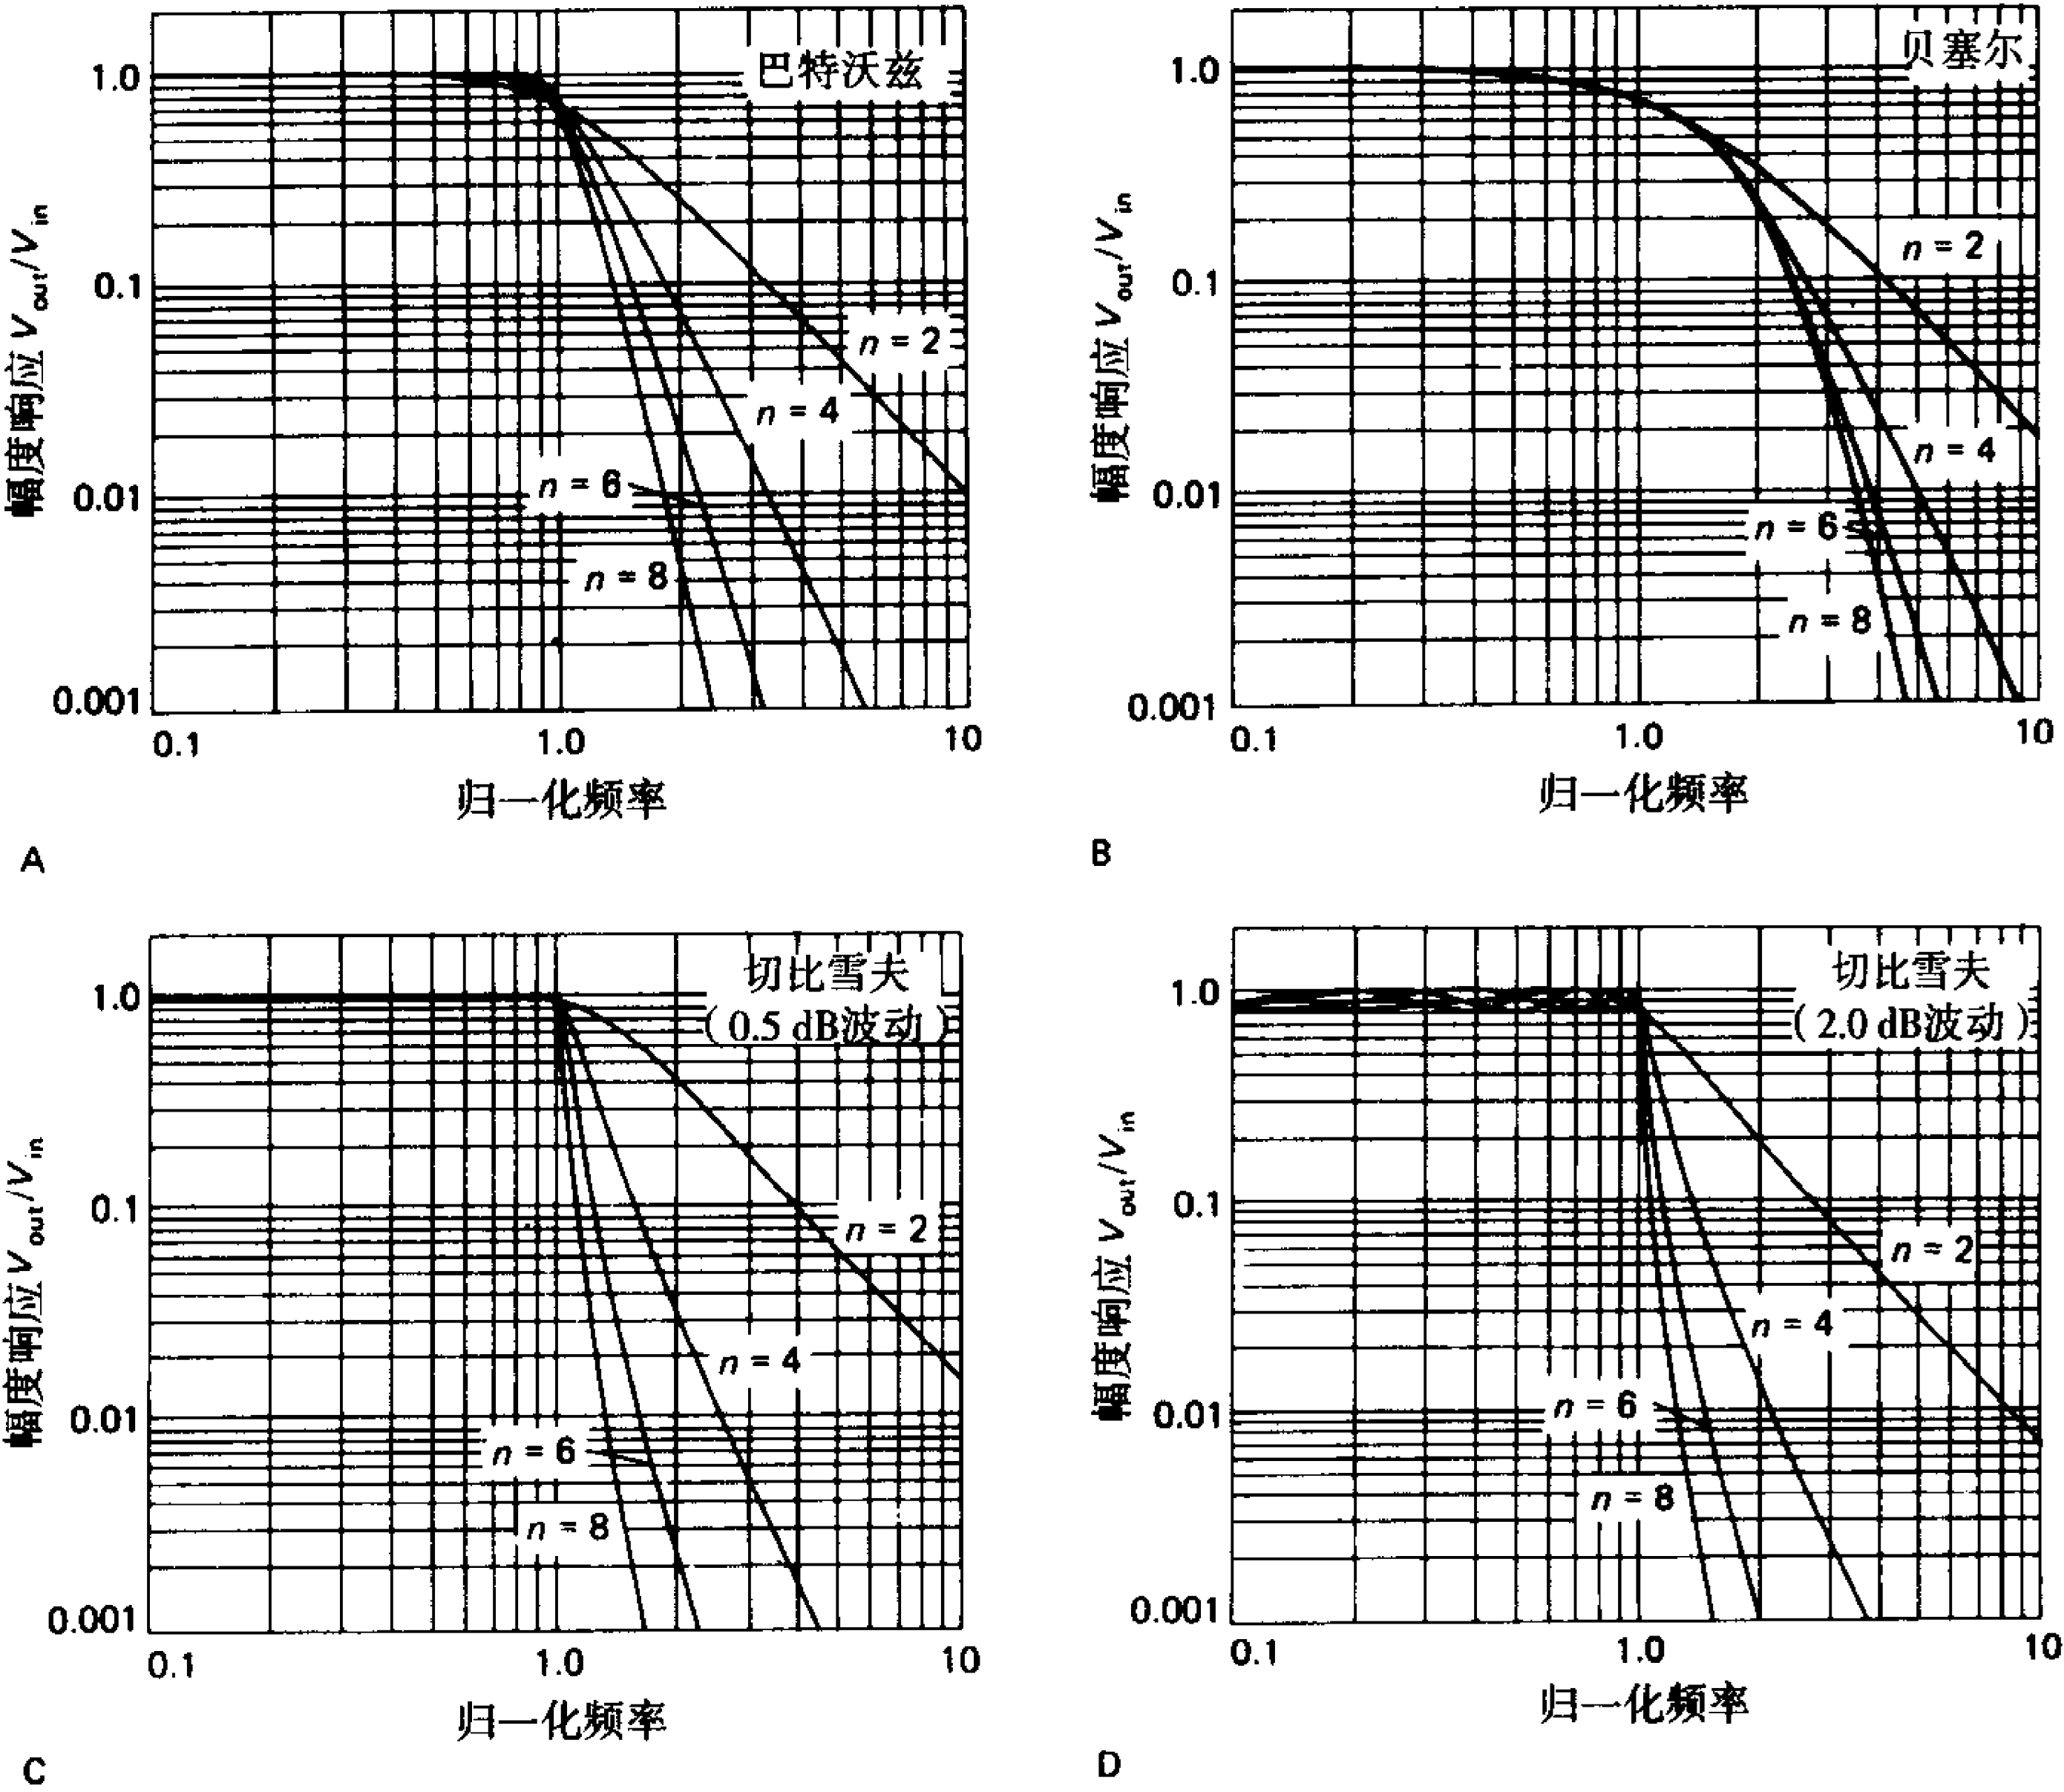 巴特沃兹
1.0
0.1
0.01
0.001
幅度响应 Vout/Vin
n = 2
n = 4
n = 6
n = 8
0.1
1.0
10
归一化频率
A
贝塞尔
1.0
0.1
0.01
0.001
幅度响应 Vout/Vin
n = 2
n = 4
n = 6
n = 8
0.1
1.0
10
归一化频率
B
切比雪夫
(0.5 dB波动)
1.0
0.1
0.01
0.001
幅度响应 Vout/Vin
n = 2
n = 4
n = 6
n = 8
0.1
1.0
10
归一化频率
C
切比雪夫
(2.0 dB波动)
1.0
0.1
0.01
0.001
幅度响应 Vout/Vin
n = 2
n = 4
n = 6
n = 8
0.1
1.0
10
归一化频率
D